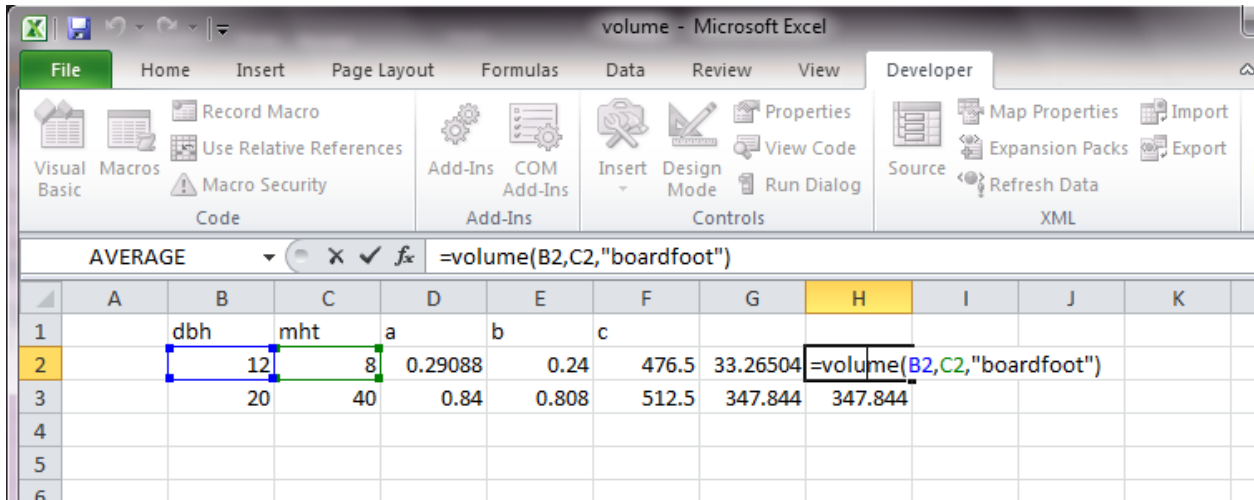 volume - Microsoft Excel
File Home Insert Page Layout Formulas Data Review View Developer
Visual Basic Macros Record Macro Use Relative References Macro Security
Add-Ins COM Add-Ins
Insert Design Mode Properties View Code Run Dialog
Source Map Properties Expansion Packs Refresh Data Import Export
Code Add-Ins Controls XML
AVERAGE fx =volume(B2,C2,"boardfoot")
A B C D E F G H I J K
1 dbh mht a b c
2 12 8 0.29088 0.24 476.5 33.26504 =volume(B2,C2,"boardfoot")
3 20 40 0.84 0.808 512.5 347.844 347.844
4
5
6